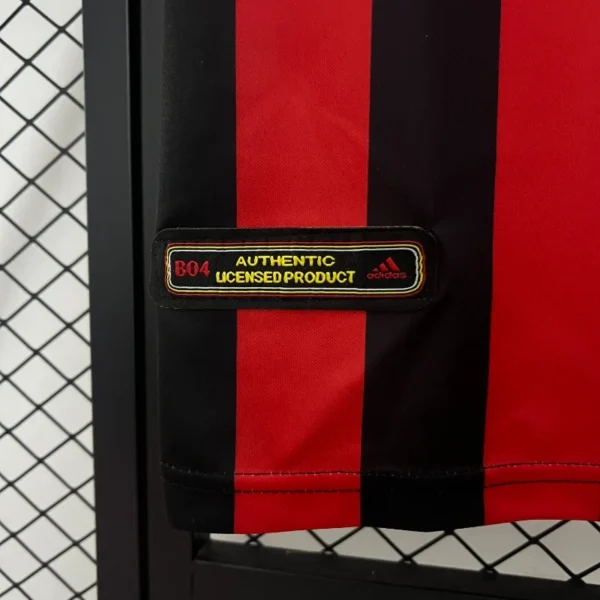 B04
AUTHENTIC
LICENSED PRODUCT
adidas